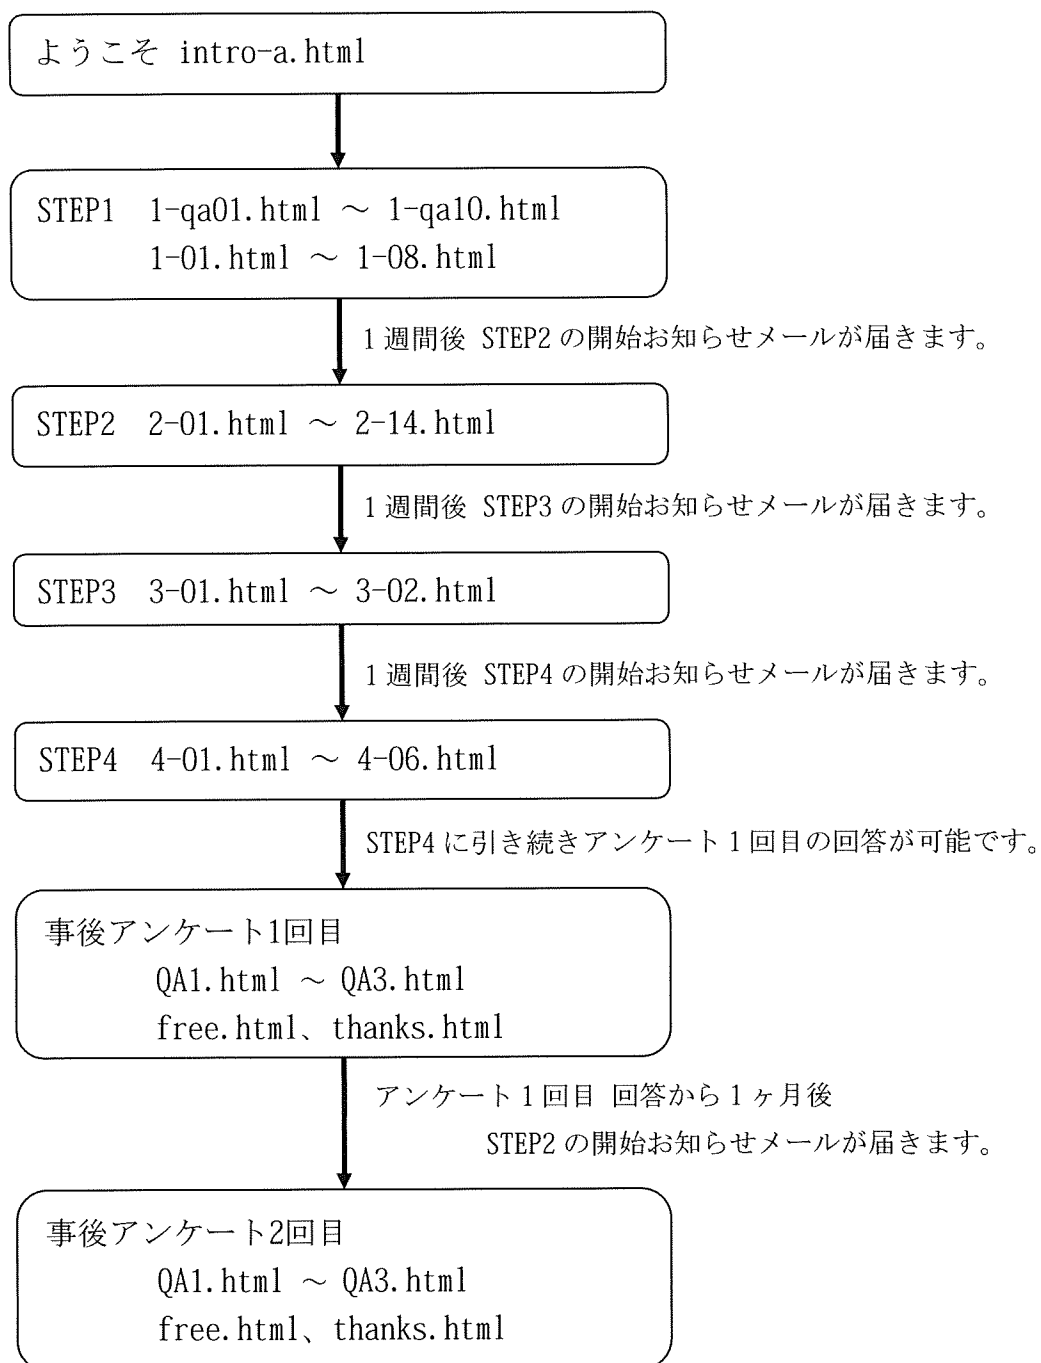 ようこそ intro-a.html
STEP1 1-qa01.html ～ 1-qa10.html
1-01.html ～ 1-08.html
1週間後 STEP2の開始お知らせメールが届きます。
STEP2 2-01.html ～ 2-14.html
1週間後 STEP3の開始お知らせメールが届きます。
STEP3 3-01.html ～ 3-02.html
1週間後 STEP4の開始お知らせメールが届きます。
STEP4 4-01.html ～ 4-06.html
STEP4に引き続きアンケート1回目の回答が可能です。
事後アンケート1回目
QA1.html ～ QA3.html
free.html、thanks.html
アンケート1回目 回答から1ヶ月後
STEP2の開始お知らせメールが届きます。
事後アンケート2回目
QA1.html ～ QA3.html
free.html、thanks.html